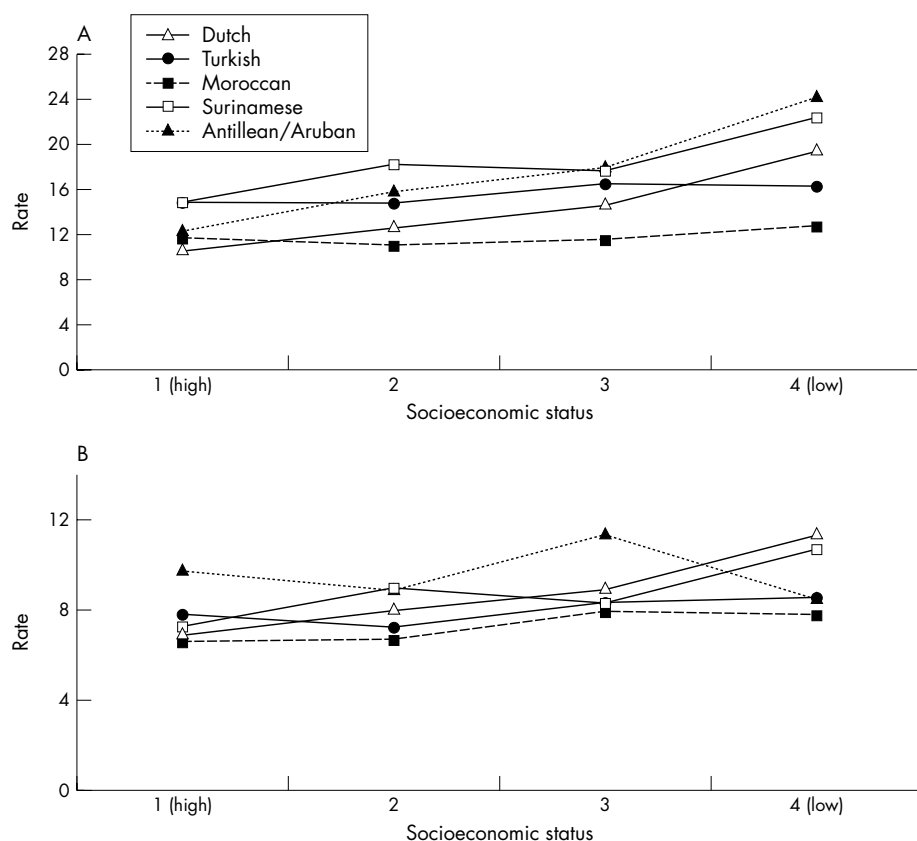 A
Dutch
Turkish
Moroccan
Surinamese
Antillean/Aruban
28
24
20
16
12
8
4
0
Rate
1 (high) 2 3 4 (low)
Socioeconomic status
B
12
8
4
0
Rate
1 (high) 2 3 4 (low)
Socioeconomic status